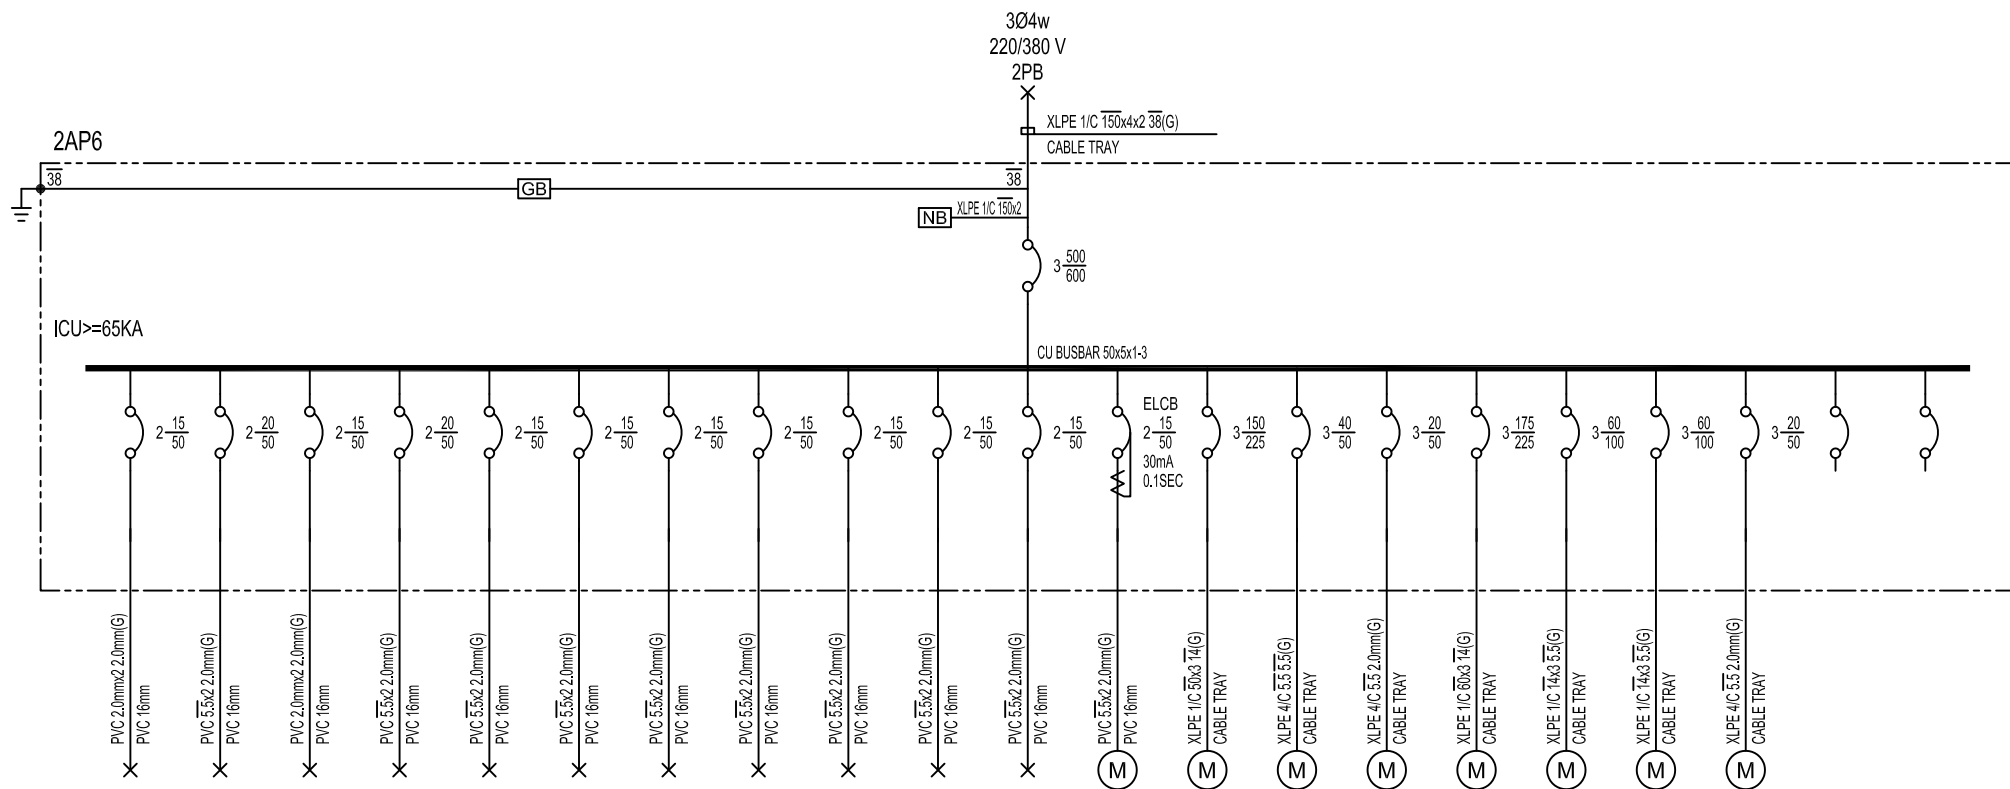 3Ø4w
220/380 V
2PB
XLPE 1/C 150x4x2 38(G)
CABLE TRAY
2AP6
38
GB
38
NB
XLPE 1/C 150x2
3 500/600
ICU>=65KA
CU BUSBAR 50x5x1-3
2 15/50
2 20/50
2 15/50
2 20/50
2 15/50
2 15/50
2 15/50
2 15/50
2 15/50
2 15/50
2 15/50
ELCB
2 15/50
30mA
0.1SEC
3 150/225
3 40/50
3 20/50
3 175/225
3 60/100
3 60/100
3 20/50
PVC 2.0mmx2 2.0mm(G)
PVC 16mm
PVC 5.5x2 2.0mm(G)
PVC 16mm
PVC 2.0mmx2 2.0mm(G)
PVC 16mm
PVC 5.5x2 2.0mm(G)
PVC 16mm
PVC 5.5x2 2.0mm(G)
PVC 16mm
PVC 5.5x2 2.0mm(G)
PVC 16mm
PVC 5.5x2 2.0mm(G)
PVC 16mm
PVC 5.5x2 2.0mm(G)
PVC 16mm
PVC 5.5x2 2.0mm(G)
PVC 16mm
PVC 5.5x2 2.0mm(G)
PVC 16mm
PVC 5.5x2 2.0mm(G)
PVC 16mm
PVC 5.5x2 2.0mm(G)
PVC 16mm
XLPE 1/C 50x3 14(G)
CABLE TRAY
XLPE 4/C 5.5 5.5(G)
CABLE TRAY
XLPE 4/C 5.5 2.0mm(G)
CABLE TRAY
XLPE 1/C 60x3 14(G)
CABLE TRAY
XLPE 1/C 14x3 5.5(G)
CABLE TRAY
XLPE 1/C 14x3 5.5(G)
CABLE TRAY
XLPE 4/C 5.5 2.0mm(G)
CABLE TRAY
M
M
M
M
M
M
M
M